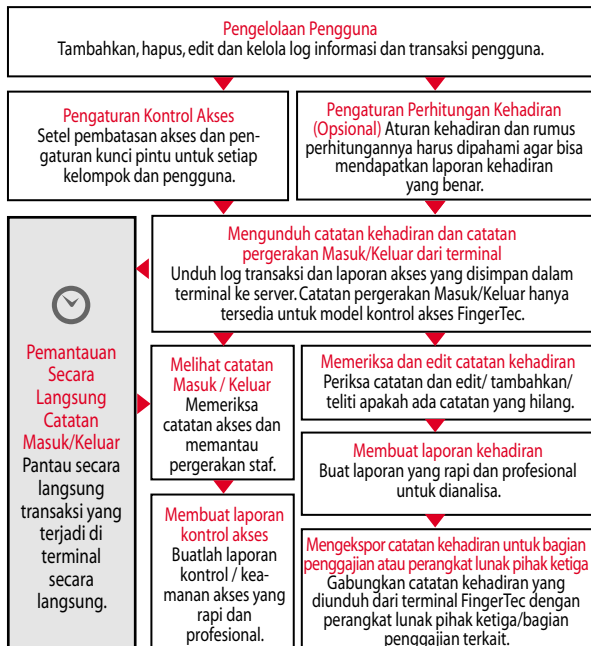 Pengelolaan Pengguna
Tambahkan, hapus, edit dan kelola log informasi dan transaksi pengguna.
Pengaturan Kontrol Akses
Setel pembatasan akses dan pen-
gaturan kunci pintu untuk setiap
kelompok dan pengguna.
Pengaturan Perhitungan Kehadiran
(Opsional) Aturan kehadiran dan rumus
perhitungannya harus dipahami agar bisa
mendapatkan laporan kehadiran
yang benar.
Mengunduh catatan kehadiran dan catatan
pergerakan Masuk/Keluar dari terminal
Unduh log transaksi dan laporan akses yang disimpan dalam
terminal ke server. Catatan pergerakan Masuk/Keluar hanya
tersedia untuk model kontrol akses FingerTec.
Pemantauan
Secara
Langsung
Catatan
Masuk/Keluar
Pantau secara
langsung
transaksi yang
terjadi di
terminal
secara
langsung.
Melihat catatan
Masuk / Keluar
Memeriksa
catatan akses dan
memantau
pergerakan staf.
Memeriksa dan edit catatan kehadiran
Periksa catatan dan edit/ tambahkan/
teliti apakah ada catatan yang hilang.
Membuat laporan kehadiran
Buat laporan yang rapi dan profesional
untuk dianalisa.
Membuat laporan
kontrol akses
Buatlah laporan
kontrol / kea-
manan akses yang
rapi dan
profesional.
Mengekspor catatan kehadiran untuk bagian
penggajian atau perangkat lunak pihak ketiga
Gabungkan catatan kehadiran yang
diunduh dari terminal FingerTec dengan
perangkat lunak pihak ketiga/bagian
penggajian terkait.